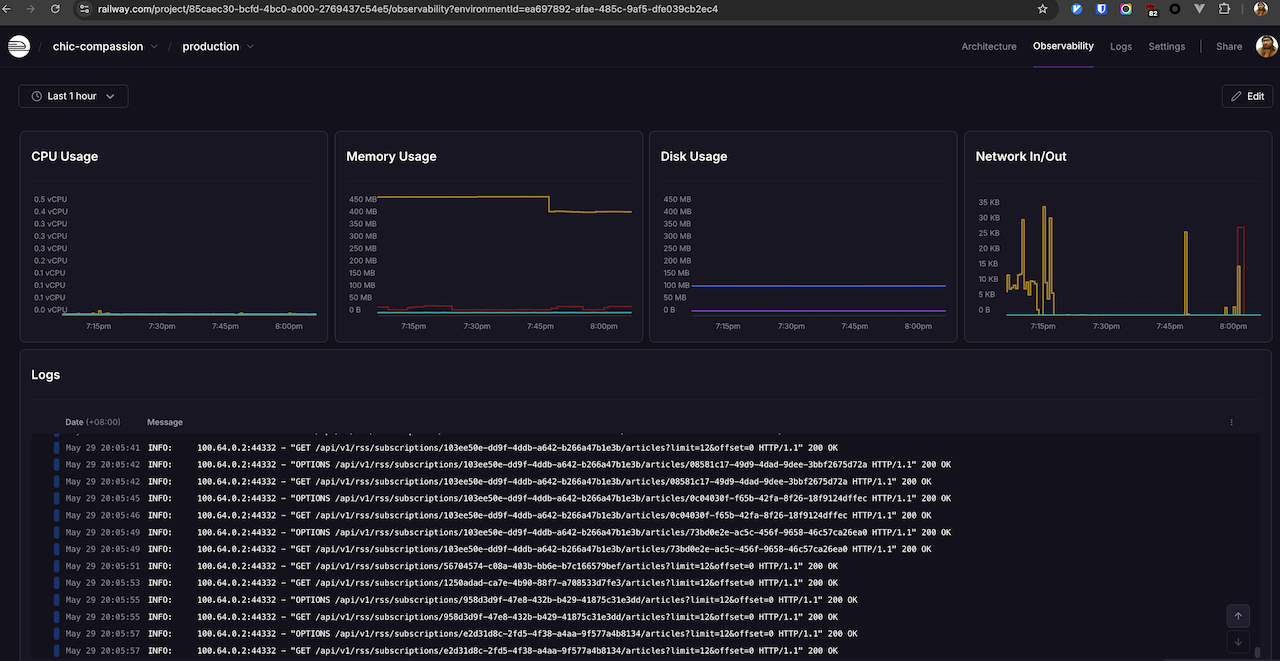 railway.com/project/85caec30-bcfd-4bc0-a000-2769437c54e5/observability?environmentId=ea697892-afae-485c-9af5-dfe039cb2ec4
82
/ chic-compassion / production
Architecture Observability Logs Settings Share
Last 1 hour
Edit
CPU Usage
0.5 vCPU
0.4 vCPU
0.3 vCPU
0.3 vCPU
0.3 vCPU
0.2 vCPU
0.1 vCPU
0.1 vCPU
0.1 vCPU
0.0 vCPU
7:15pm 7:30pm 7:45pm 8:00pm
Memory Usage
450 MB
400 MB
350 MB
300 MB
250 MB
200 MB
150 MB
100 MB
50 MB
0 B
7:15pm 7:30pm 7:45pm 8:00pm
Disk Usage
450 MB
400 MB
350 MB
300 MB
250 MB
200 MB
150 MB
100 MB
50 MB
0 B
7:15pm 7:30pm 7:45pm 8:00pm
Network In/Out
35 KB
30 KB
25 KB
20 KB
15 KB
10 KB
5 KB
0 B
7:15pm 7:30pm 7:45pm 8:00pm
Logs
Date (+08:00) Message
May 29 20:05:41 INFO: 100.64.0.2:44332 - "GET /api/v1/rss/subscriptions/103ee50e-dd9f-4ddb-a642-b266a47b1e3b/articles?limit=12&offset=0 HTTP/1.1" 200 OK
May 29 20:05:42 INFO: 100.64.0.2:44332 - "OPTIONS /api/v1/rss/subscriptions/103ee50e-dd9f-4ddb-a642-b266a47b1e3b/articles/08581c17-49d9-4dad-9dee-3bbf2675d72a HTTP/1.1" 200 OK
May 29 20:05:42 INFO: 100.64.0.2:44332 - "GET /api/v1/rss/subscriptions/103ee50e-dd9f-4ddb-a642-b266a47b1e3b/articles/08581c17-49d9-4dad-9dee-3bbf2675d72a HTTP/1.1" 200 OK
May 29 20:05:45 INFO: 100.64.0.2:44332 - "OPTIONS /api/v1/rss/subscriptions/103ee50e-dd9f-4ddb-a642-b266a47b1e3b/articles/0c04030f-f65b-42fa-8f26-18f9124dffec HTTP/1.1" 200 OK
May 29 20:05:46 INFO: 100.64.0.2:44332 - "GET /api/v1/rss/subscriptions/103ee50e-dd9f-4ddb-a642-b266a47b1e3b/articles/0c04030f-f65b-42fa-8f26-18f9124dffec HTTP/1.1" 200 OK
May 29 20:05:49 INFO: 100.64.0.2:44332 - "OPTIONS /api/v1/rss/subscriptions/103ee50e-dd9f-4ddb-a642-b266a47b1e3b/articles/73bd0e2e-ac5c-456f-9658-46c57ca26ea0 HTTP/1.1" 200 OK
May 29 20:05:49 INFO: 100.64.0.2:44332 - "GET /api/v1/rss/subscriptions/103ee50e-dd9f-4ddb-a642-b266a47b1e3b/articles/73bd0e2e-ac5c-456f-9658-46c57ca26ea0 HTTP/1.1" 200 OK
May 29 20:05:51 INFO: 100.64.0.2:44332 - "GET /api/v1/rss/subscriptions/56704574-c08a-403b-bb6e-b7c166579bef/articles?limit=12&offset=0 HTTP/1.1" 200 OK
May 29 20:05:53 INFO: 100.64.0.2:44332 - "GET /api/v1/rss/subscriptions/1250adad-ca7e-4b90-88f7-a708533d7fe3/articles?limit=12&offset=0 HTTP/1.1" 200 OK
May 29 20:05:55 INFO: 100.64.0.2:44332 - "OPTIONS /api/v1/rss/subscriptions/958d3d9f-47e8-432b-b429-41875c31e3dd/articles?limit=12&offset=0 HTTP/1.1" 200 OK
May 29 20:05:55 INFO: 100.64.0.2:44332 - "GET /api/v1/rss/subscriptions/958d3d9f-47e8-432b-b429-41875c31e3dd/articles?limit=12&offset=0 HTTP/1.1" 200 OK
May 29 20:05:57 INFO: 100.64.0.2:44332 - "OPTIONS /api/v1/rss/subscriptions/e2d31d8c-2fd5-4f38-a4aa-9f577a4b8134/articles?limit=12&offset=0 HTTP/1.1" 200 OK
May 29 20:05:57 INFO: 100.64.0.2:44332 - "GET /api/v1/rss/subscriptions/e2d31d8c-2fd5-4f38-a4aa-9f577a4b8134/articles?limit=12&offset=0 HTTP/1.1" 200 OK